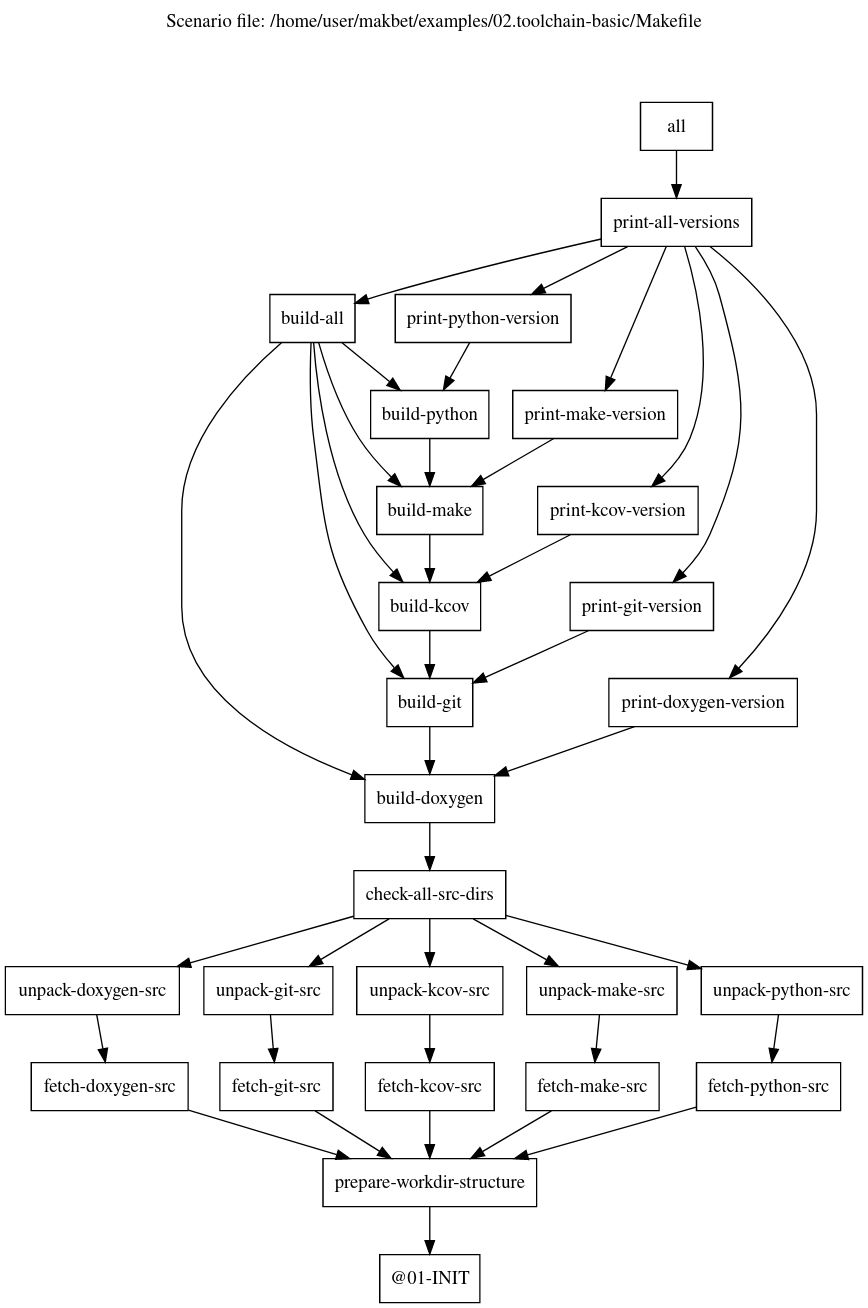 Scenario file: /home/user/makbet/examples/02.toolchain-basic/Makefile
all
print-all-versions
build-all
print-python-version
build-python
print-make-version
build-make
print-kcov-version
build-kcov
print-git-version
build-git
print-doxygen-version
build-doxygen
check-all-src-dirs
unpack-doxygen-src
unpack-git-src
unpack-kcov-src
unpack-make-src
unpack-python-src
fetch-doxygen-src
fetch-git-src
fetch-kcov-src
fetch-make-src
fetch-python-src
prepare-workdir-structure
@01-INIT